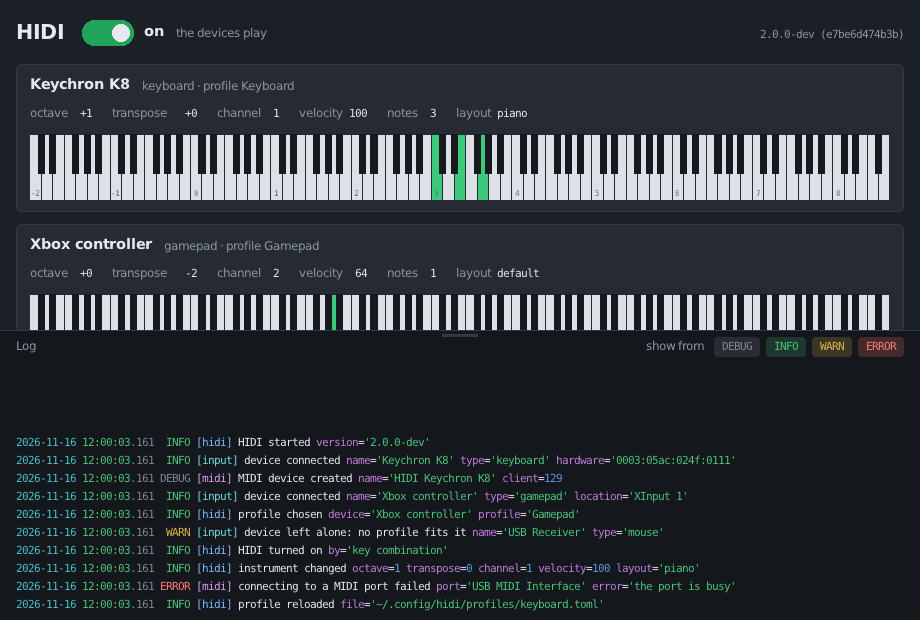 HIDI on the devices play 2.0.0-dev (e7be6d474b3b)
Keychron K8 keyboard · profile Keyboard
octave +1 transpose +0 channel 1 velocity 100 notes 3 layout piano
-2 -1 0 1 2 3 4 5 6 7 8
Xbox controller gamepad · profile Gamepad
octave +0 transpose -2 channel 2 velocity 64 notes 1 layout default
Log show from DEBUG INFO WARN ERROR
2026-11-16 12:00:03.161 INFO [hidi] HIDI started version='2.0.0-dev'
2026-11-16 12:00:03.161 INFO [input] device connected name='Keychron K8' type='keyboard' hardware='0003:05ac:024f:0111'
2026-11-16 12:00:03.161 DEBUG [midi] MIDI device created name='HIDI Keychron K8' client=129
2026-11-16 12:00:03.161 INFO [input] device connected name='Xbox controller' type='gamepad' location='XInput 1'
2026-11-16 12:00:03.161 INFO [hidi] profile chosen device='Xbox controller' profile='Gamepad'
2026-11-16 12:00:03.161 WARN [input] device left alone: no profile fits it name='USB Receiver' type='mouse'
2026-11-16 12:00:03.161 INFO [hidi] HIDI turned on by='key combination'
2026-11-16 12:00:03.161 INFO [hidi] instrument changed octave=1 transpose=0 channel=1 velocity=100 layout='piano'
2026-11-16 12:00:03.161 ERROR [midi] connecting to a MIDI port failed port='USB MIDI Interface' error='the port is busy'
2026-11-16 12:00:03.161 INFO [hidi] profile reloaded file='~/.config/hidi/profiles/keyboard.toml'